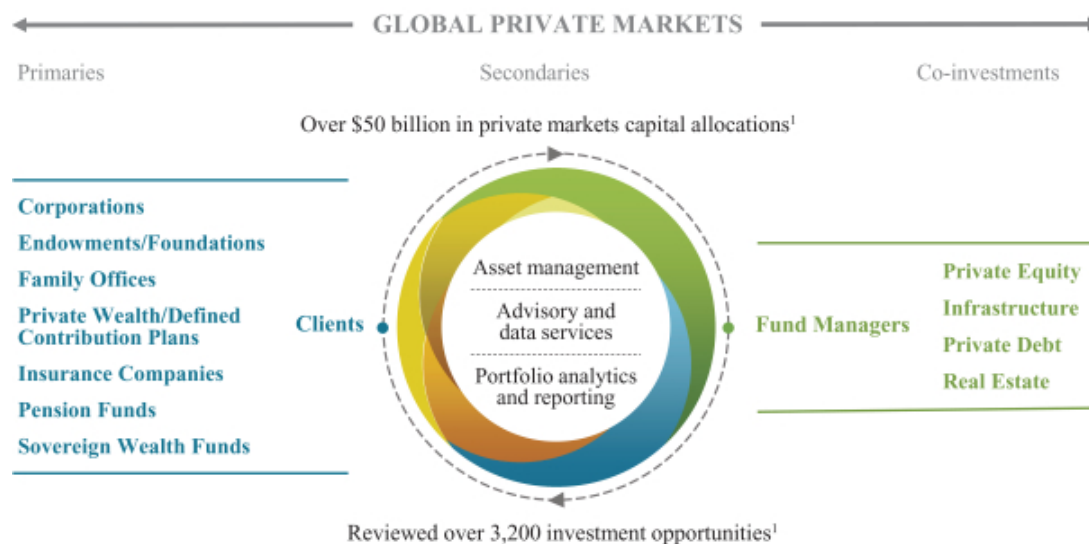 GLOBAL PRIVATE MARKETS
Primaries
Secondaries
Co-investments
Over $50 billion in private markets capital allocations¹
Corporations
Endowments/Foundations
Family Offices
Private Wealth/Defined
Contribution Plans
Insurance Companies
Pension Funds
Sovereign Wealth Funds
Clients
Asset management
Advisory and
data services
Portfolio analytics
and reporting
Fund Managers
Private Equity
Infrastructure
Private Debt
Real Estate
Reviewed over 3,200 investment opportunities¹